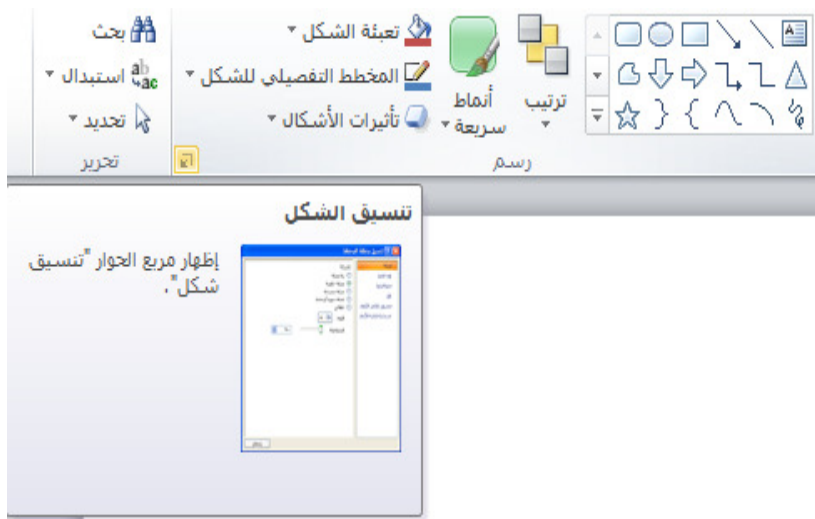 ترتيب
أنماط
سريعة
تعبئة الشكل
المخطط التفصيلي للشكل
تأثيرات الأشكال
رسم
بحث
استبدال
تحديد
تحرير
تنسيق الشكل
إظهار مربع الحوار "تنسيق
شكل".